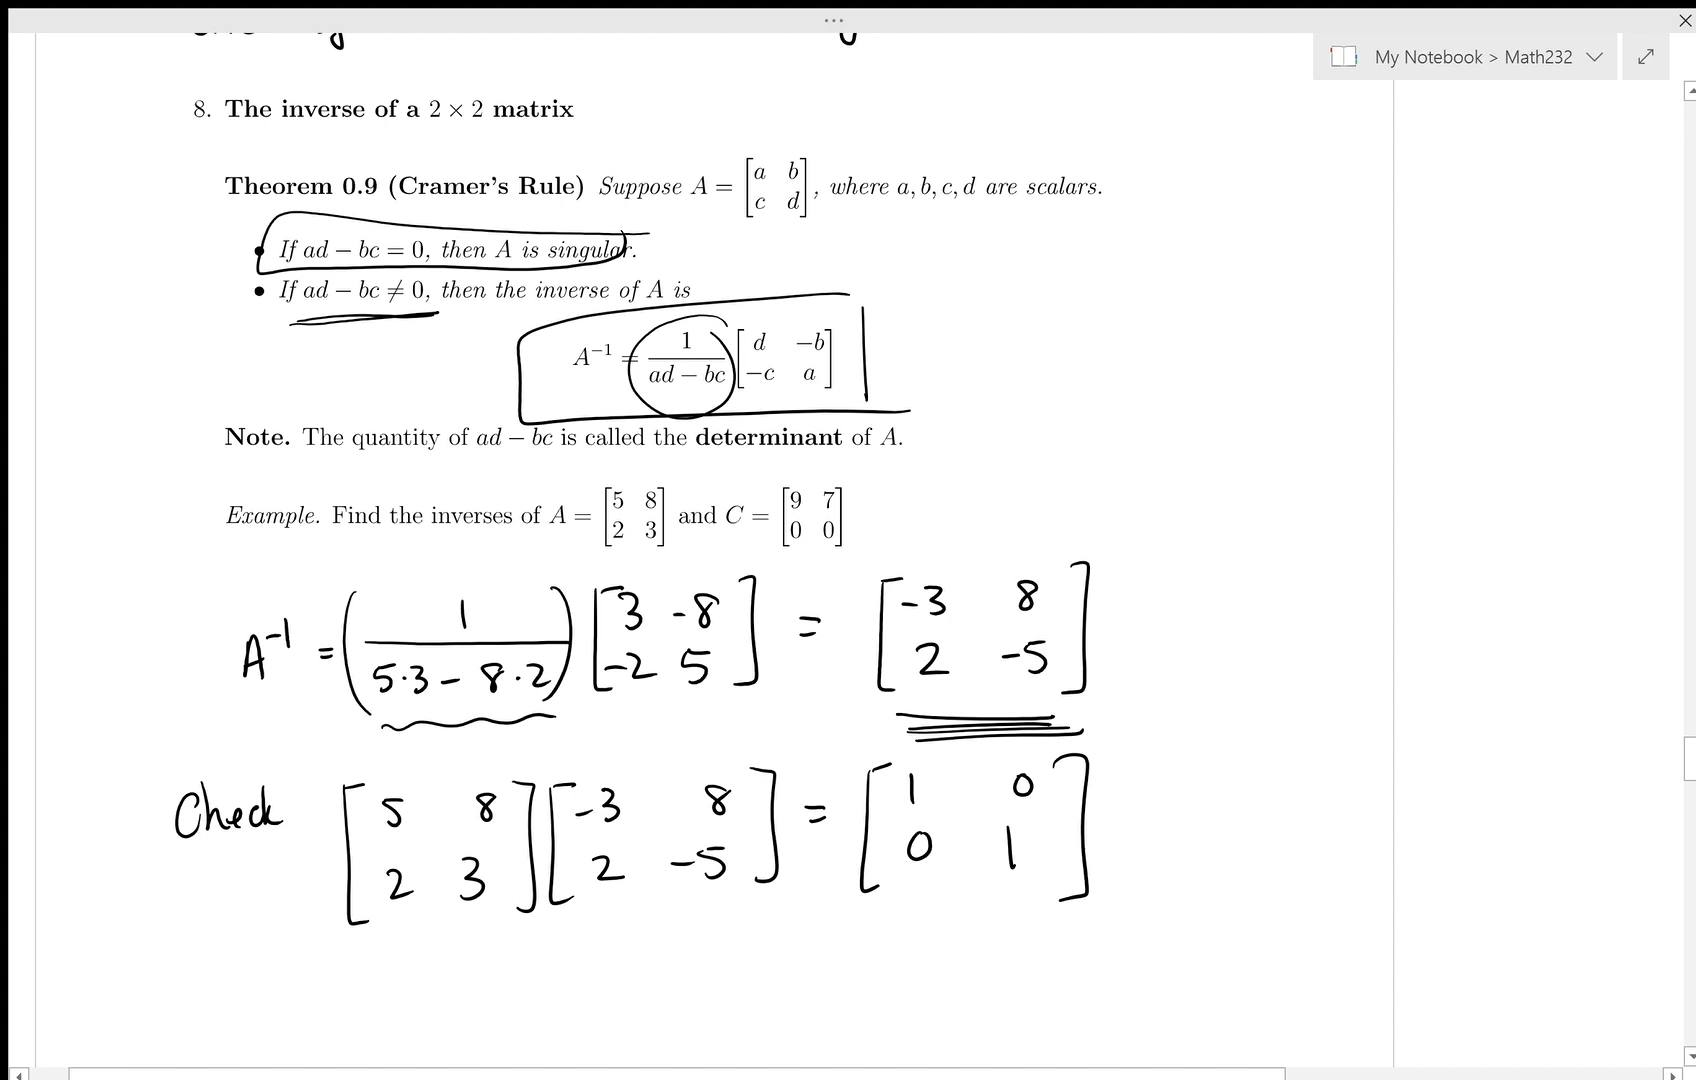 My Notebook > Math232
8. The inverse of a 2 × 2 matrix
Theorem 0.9 (Cramer's Rule) Suppose A = [a b; c d], where a, b, c, d are scalars.
• If ad − bc = 0, then A is singular.
• If ad − bc ≠ 0, then the inverse of A is
A⁻¹ = 1/(ad − bc) [d −b; −c a]
Note. The quantity of ad − bc is called the determinant of A.
Example. Find the inverses of A = [5 8; 2 3] and C = [9 7; 0 0]
A⁻¹ = (1/(5·3 − 8·2)) [3 -8; -2 5] = [-3 8; 2 -5]
Check [5 8; 2 3] [-3 8; 2 -5] = [1 0; 0 1]